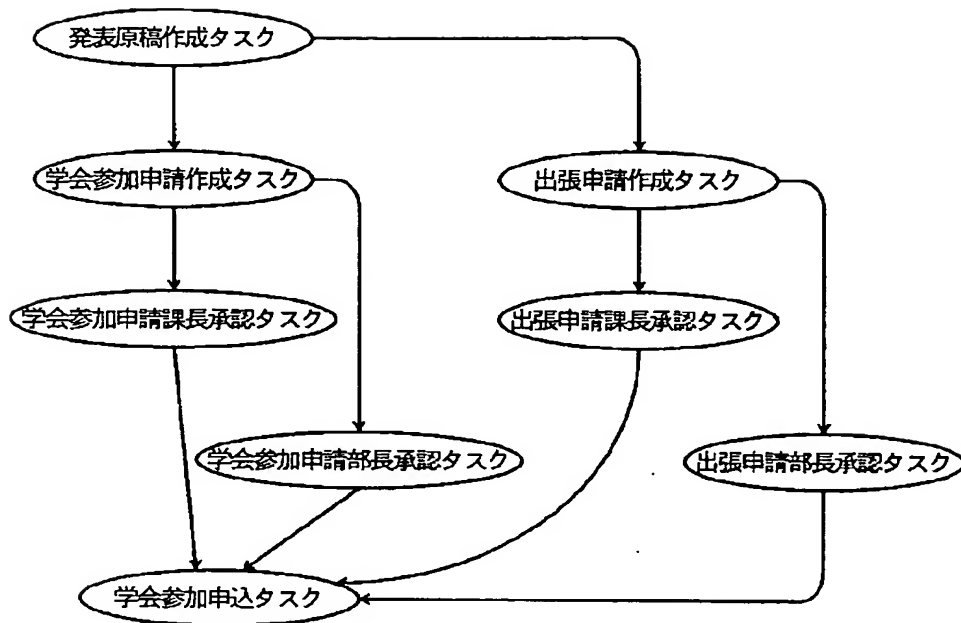 発表原稿作成タスク
学会参加申請作成タスク
出張申請作成タスク
学会参加申請課長承認タスク
出張申請課長承認タスク
学会参加申請部長承認タスク
出張申請部長承認タスク
学会参加申込タスク